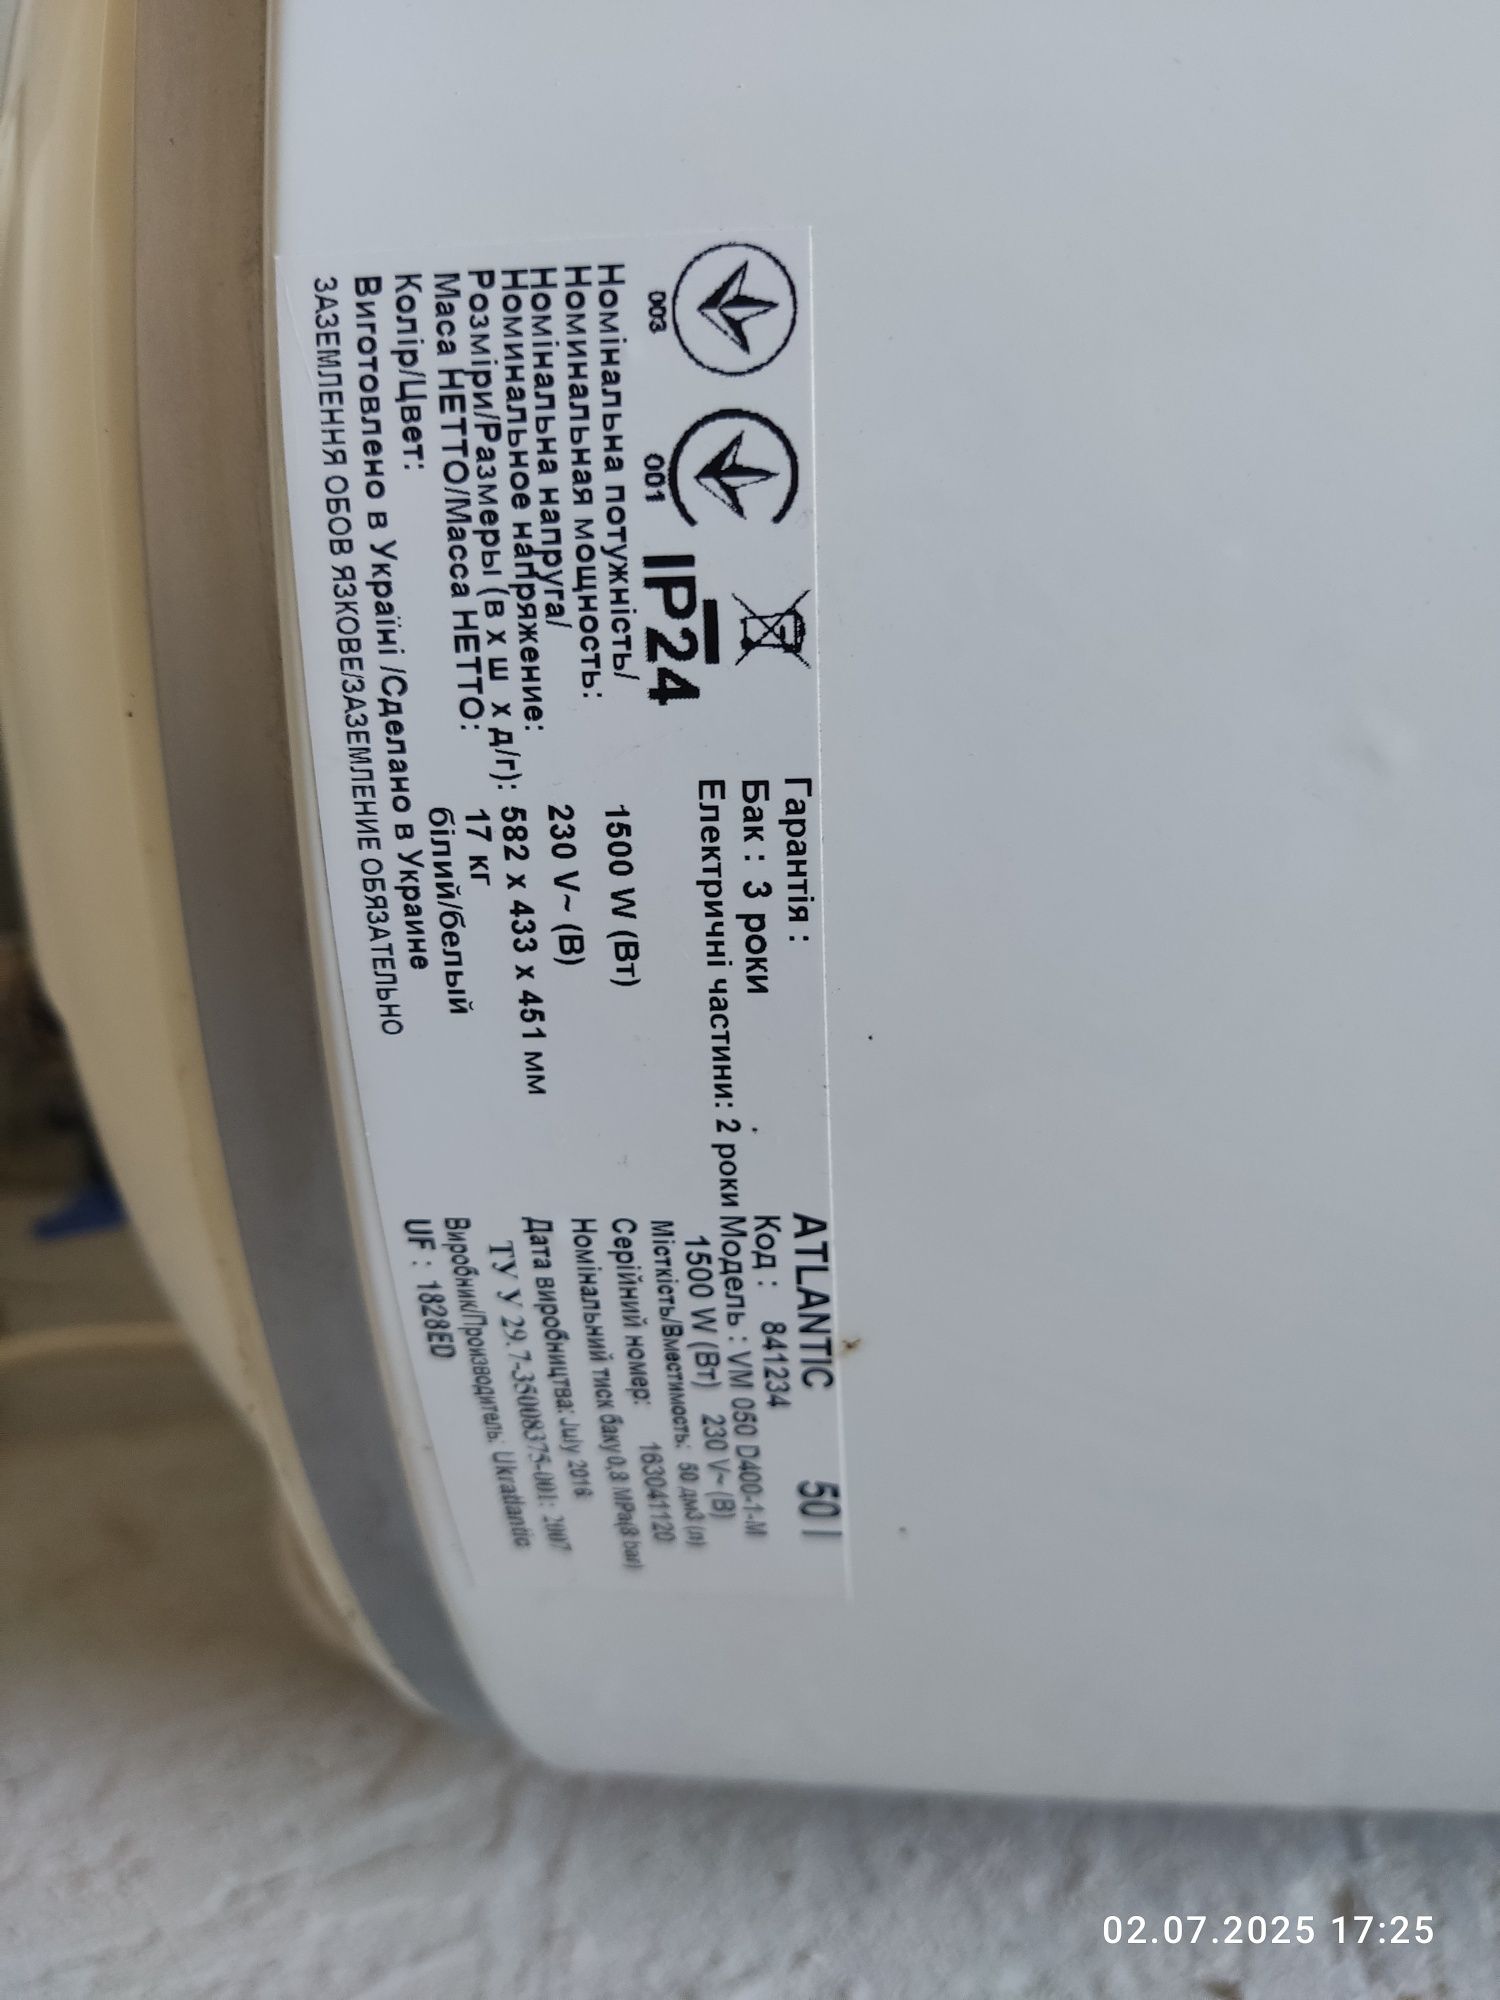 ООЗ
001
IP24
Гарантія :
Бак : 3 роки
Електричні частини: 2 роки
Номінальна потужність/
Номинальная мощность: 1500 W (Вт)
Номінальна напруга/
Номинальное напряжение: 230 V~ (В)
Розміри/Размеры (в х ш х д/г): 582 х 433 х 451 мм
Маса НЕТТО/Масса НЕТТО: 17 кг
Колір/Цвет: білий/белый
Виготовлено в Україні /Сделано в Украине
ЗАЗЕМЛЕННЯ ОБОВ ЯЗКОВЕ/ЗАЗЕМЛЕНИЕ ОБЯЗАТЕЛЬНО
ATLANTIC 50 l
Код : 841234
Модель : VM 050 D400-1-M
1500 W (Вт) 230 V~ (В)
Місткість/Вместимость: 50 дм3 (л)
Серійний номер: 163041120
Номінальний тиск баку 0,8 MPa(8 bar)
Дата виробництва: July 2016
ТУ У 29.7-35008375-001: 2007
Виробник/Производитель: Ukratlantic
UF : 1828ED
02.07.2025 17:25